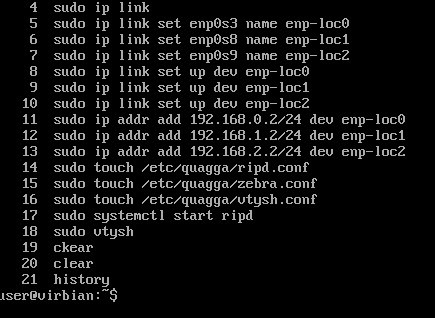 4 sudo ip link
5 sudo ip link set enp0s3 name enp-loc0
6 sudo ip link set enp0s8 name enp-loc1
7 sudo ip link set enp0s9 name enp-loc2
8 sudo ip link set up dev enp-loc0
9 sudo ip link set up dev enp-loc1
10 sudo ip link set up dev enp-loc2
11 sudo ip addr add 192.168.0.2/24 dev enp-loc0
12 sudo ip addr add 192.168.1.2/24 dev enp-loc1
13 sudo ip addr add 192.168.2.2/24 dev enp-loc2
14 sudo touch /etc/quagga/ripd.conf
15 sudo touch /etc/quagga/zebra.conf
16 sudo touch /etc/quagga/vtysh.conf
17 sudo systemctl start ripd
18 sudo vtysh
19 ckear
20 clear
21 history
user@virbian:~$